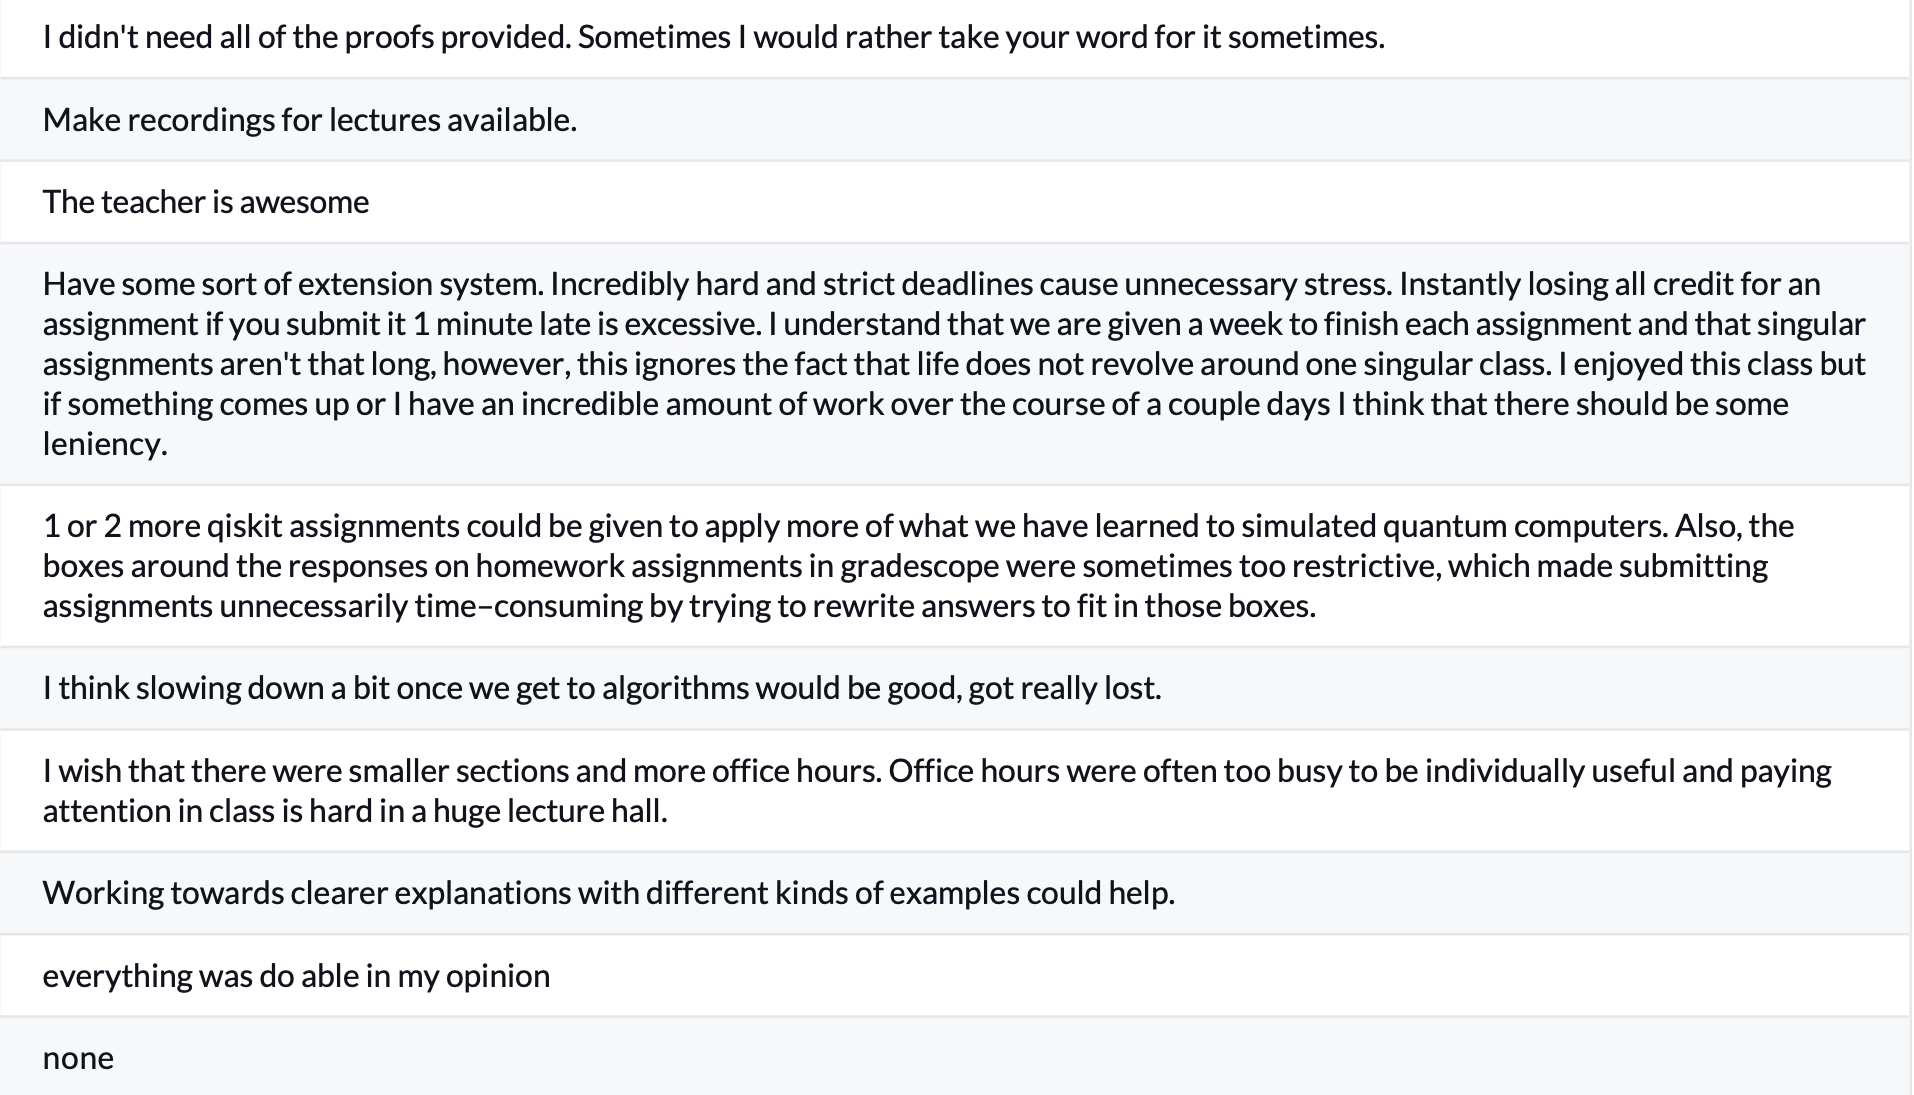 I didn't need all of the proofs provided. Sometimes I would rather take your word for it sometimes.
Make recordings for lectures available.
The teacher is awesome
Have some sort of extension system. Incredibly hard and strict deadlines cause unnecessary stress. Instantly losing all credit for an
assignment if you submit it 1 minute late is excessive. I understand that we are given a week to finish each assignment and that singular
assignments aren't that long, however, this ignores the fact that life does not revolve around one singular class. I enjoyed this class but
if something comes up or I have an incredible amount of work over the course of a couple days I think that there should be some
leniency.
1 or 2 more qiskit assignments could be given to apply more of what we have learned to simulated quantum computers. Also, the
boxes around the responses on homework assignments in gradescope were sometimes too restrictive, which made submitting
assignments unnecessarily time–consuming by trying to rewrite answers to fit in those boxes.
I think slowing down a bit once we get to algorithms would be good, got really lost.
I wish that there were smaller sections and more office hours. Office hours were often too busy to be individually useful and paying
attention in class is hard in a huge lecture hall.
Working towards clearer explanations with different kinds of examples could help.
everything was do able in my opinion
none